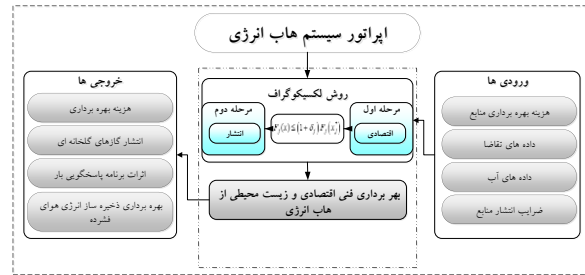 اپراتور سیستم هاب انرژی
ورودی ها
هزینه بهره برداری منابع
داده های تقاضا
داده های آب
ضرایب انتشار منابع
روش لکسیکوگراف
مرحله اول
اقتصادی
مرحله دوم
انتشار
بهر برداری فنی اقتصادی و زیست محیطی از
هاب انرژی
خروجی ها
هزینه بهره برداری
انتشار گازهای گلخانه ای
اثرات برنامه پاسخگویی بار
بهره برداری ذخیره ساز انرژی هوای
فشرده